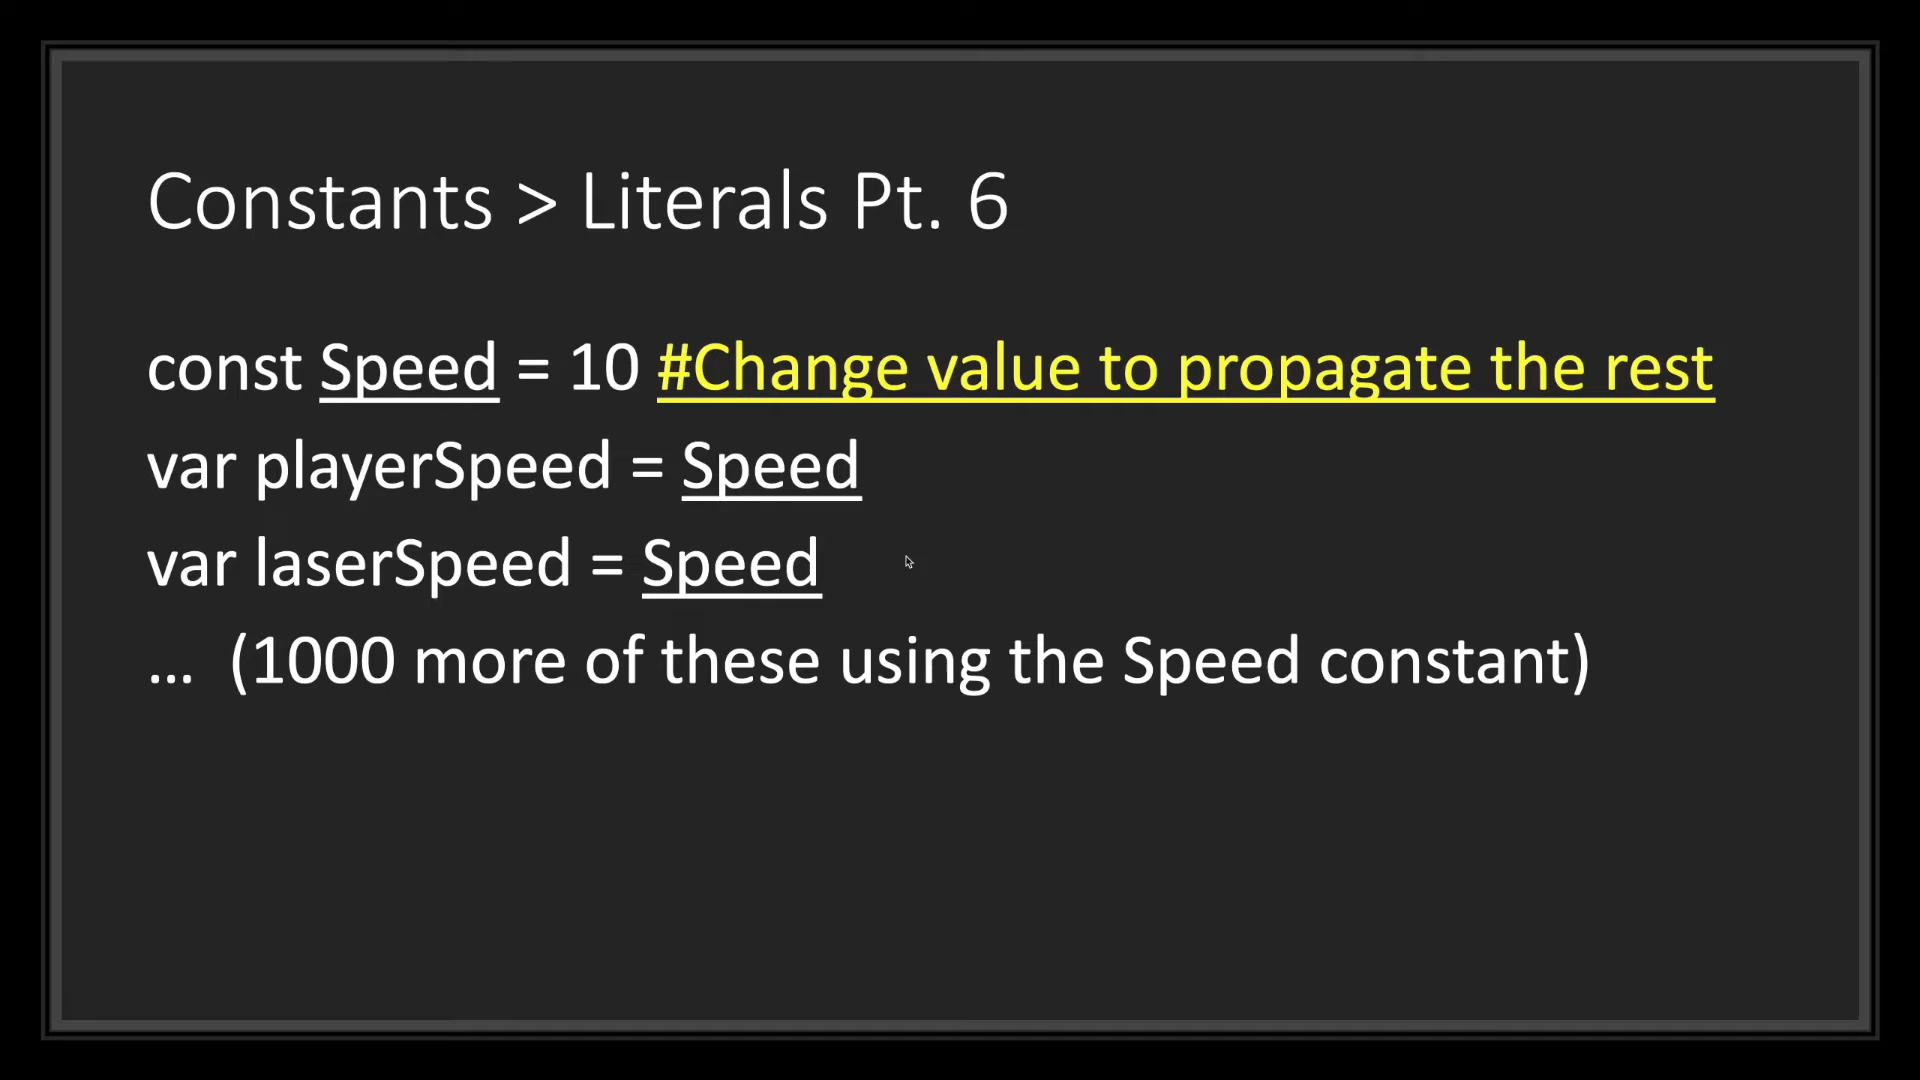 Constants > Literals Pt. 6
const Speed = 10 #Change value to propagate the rest
var playerSpeed = Speed
var laserSpeed = Speed
... (1000 more of these using the Speed constant)